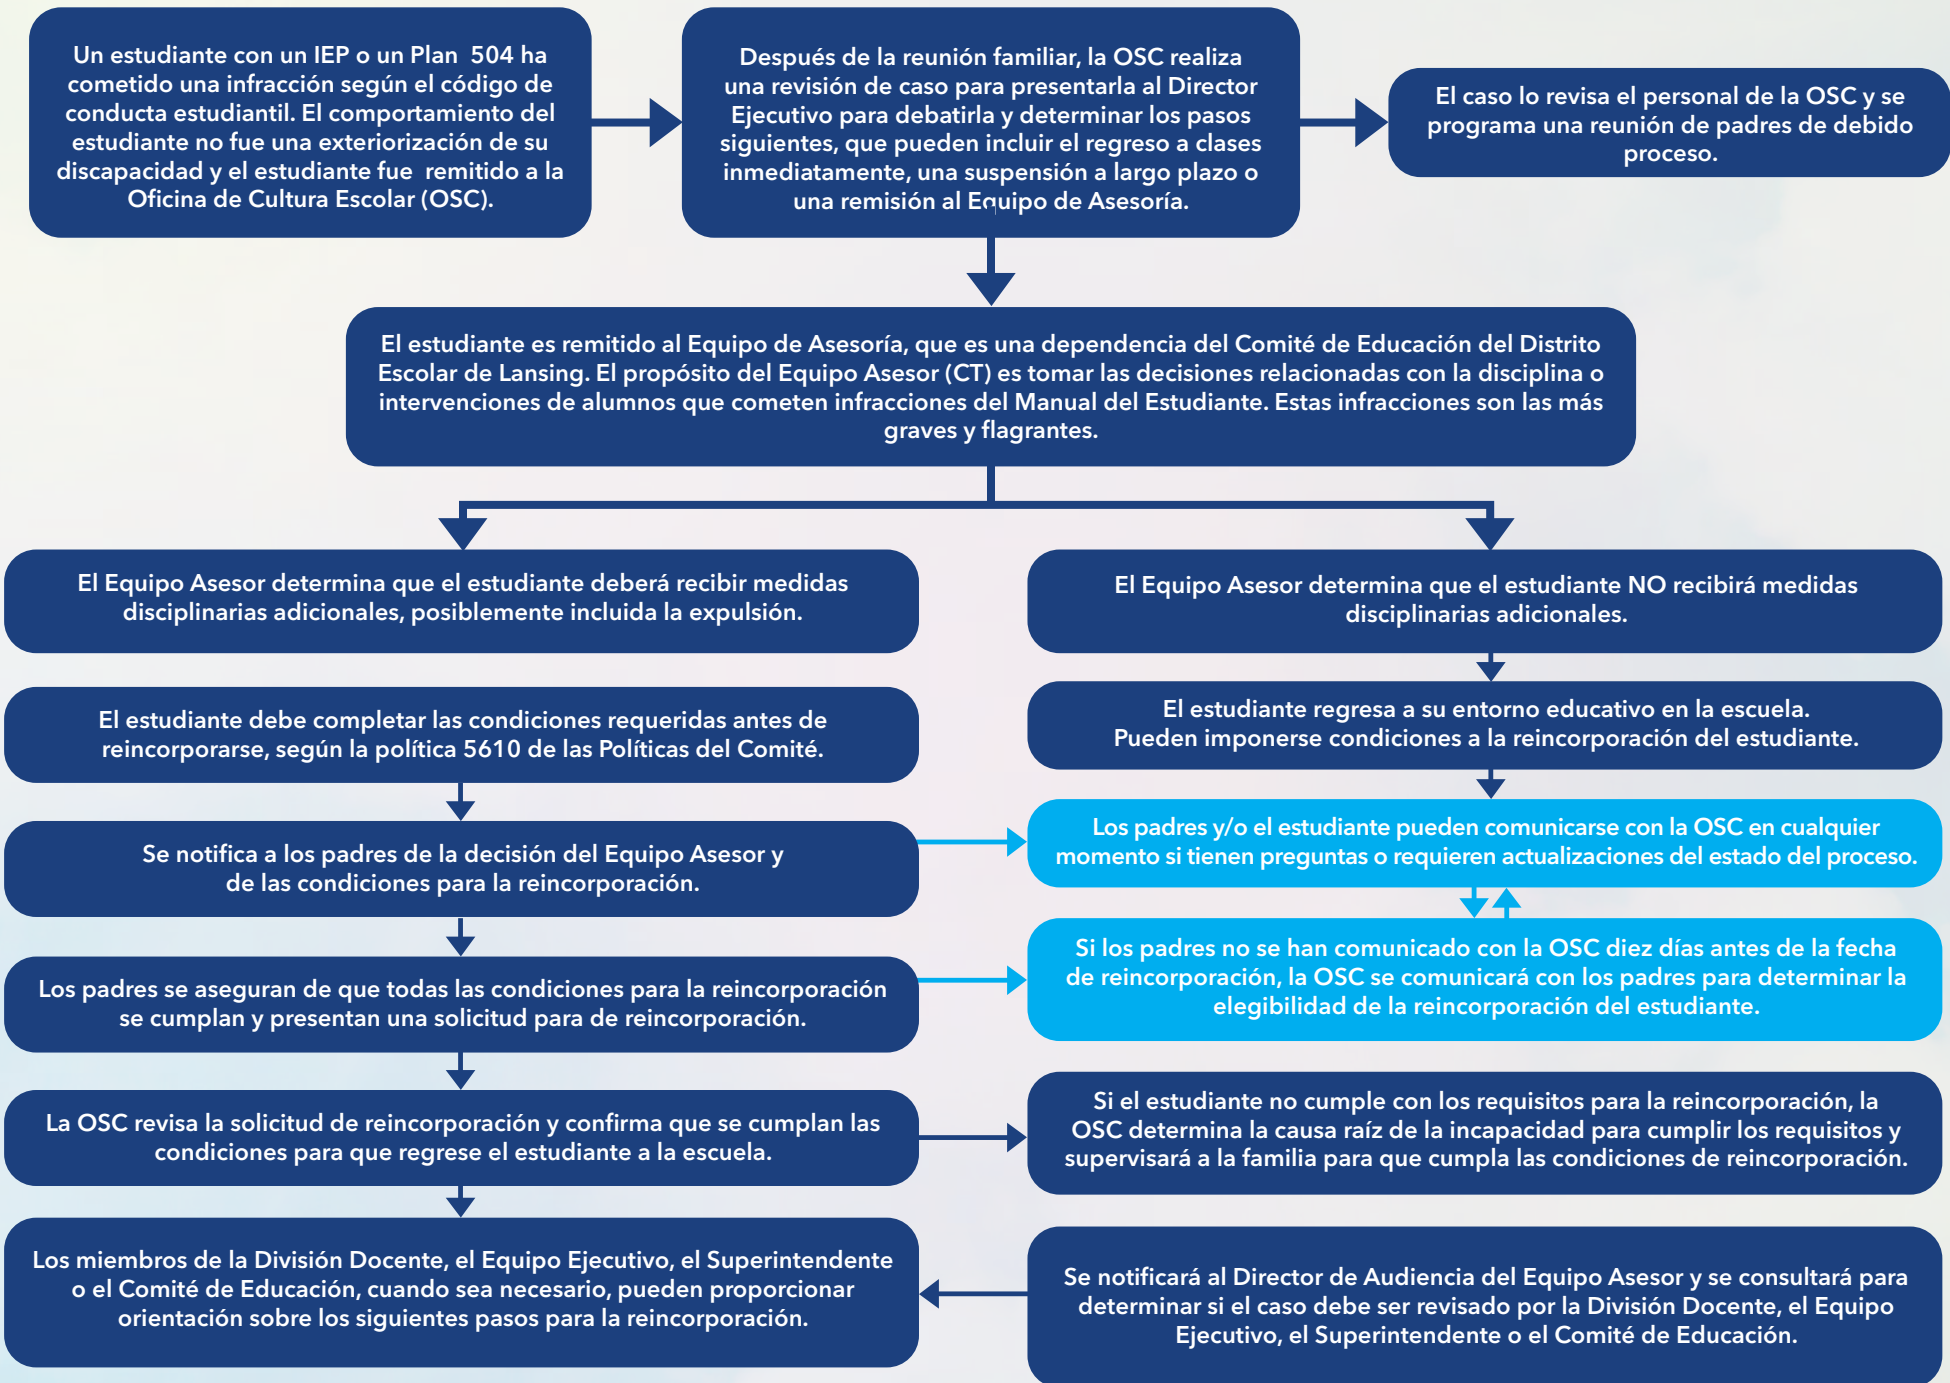 Un estudiante con un IEP o un Plan 504 ha
cometido una infracción según el código de
conducta estudiantil. El comportamiento del
estudiante no fue una exteriorización de su
discapacidad y el estudiante fue remitido a la
Oficina de Cultura Escolar (OSC).
Después de la reunión familiar, la OSC realiza
una revisión de caso para presentarla al Director
Ejecutivo para debatirla y determinar los pasos
siguientes, que pueden incluir el regreso a clases
inmediatamente, una suspensión a largo plazo o
una remisión al Equipo de Asesoría.
El caso lo revisa el personal de la OSC y se
programa una reunión de padres de debido
proceso.
El estudiante es remitido al Equipo de Asesoría, que es una dependencia del Comité de Educación del Distrito
Escolar de Lansing. El propósito del Equipo Asesor (CT) es tomar las decisiones relacionadas con la disciplina o
intervenciones de alumnos que cometen infracciones del Manual del Estudiante. Estas infracciones son las más
graves y flagrantes.
El Equipo Asesor determina que el estudiante deberá recibir medidas
disciplinarias adicionales, posiblemente incluida la expulsión.
El Equipo Asesor determina que el estudiante NO recibirá medidas
disciplinarias adicionales.
El estudiante debe completar las condiciones requeridas antes de
reincorporarse, según la política 5610 de las Políticas del Comité.
El estudiante regresa a su entorno educativo en la escuela.
Pueden imponerse condiciones a la reincorporación del estudiante.
Se notifica a los padres de la decisión del Equipo Asesor y
de las condiciones para la reincorporación.
Los padres y/o el estudiante pueden comunicarse con la OSC en cualquier
momento si tienen preguntas o requieren actualizaciones del estado del proceso.
Los padres se aseguran de que todas las condiciones para la reincorporación
se cumplan y presentan una solicitud para de reincorporación.
Si los padres no se han comunicado con la OSC diez días antes de la fecha
de reincorporación, la OSC se comunicará con los padres para determinar la
elegibilidad de la reincorporación del estudiante.
La OSC revisa la solicitud de reincorporación y confirma que se cumplan las
condiciones para que regrese el estudiante a la escuela.
Si el estudiante no cumple con los requisitos para la reincorporación, la
OSC determina la causa raíz de la incapacidad para cumplir los requisitos y
supervisará a la familia para que cumpla las condiciones de reincorporación.
Los miembros de la División Docente, el Equipo Ejecutivo, el Superintendente
o el Comité de Educación, cuando sea necesario, pueden proporcionar
orientación sobre los siguientes pasos para la reincorporación.
Se notificará al Director de Audiencia del Equipo Asesor y se consultará para
determinar si el caso debe ser revisado por la División Docente, el Equipo
Ejecutivo, el Superintendente o el Comité de Educación.